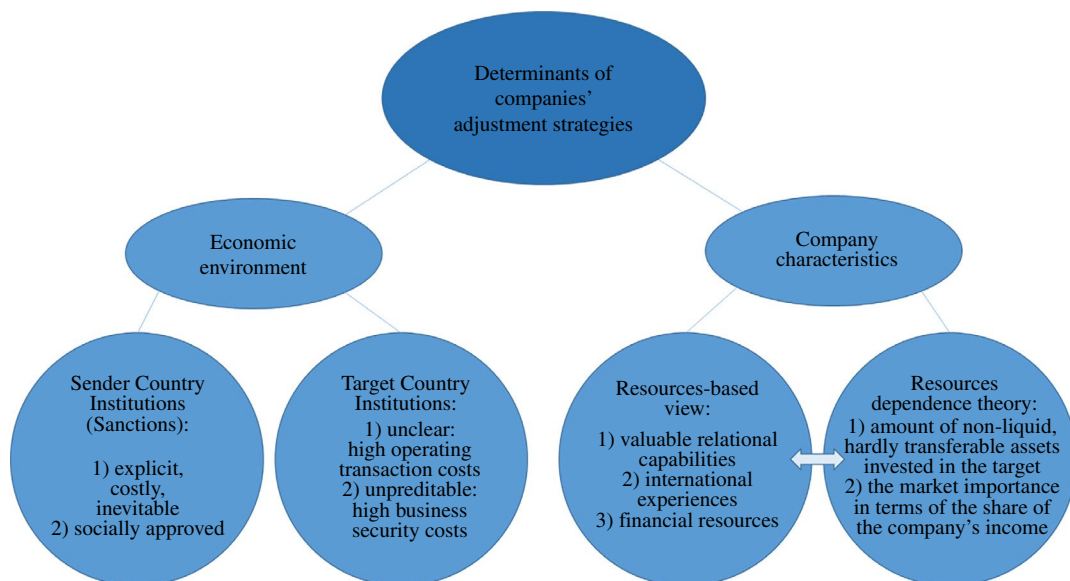 Determinants of
companies’
adjustment strategies
Economic
environment
Company
characteristics
Sender Country
Institutions
(Sanctions):
1) explicit,
costly,
inevitable
2) socially approved
Target Country
Institutions:
1) unclear:
high operating
transaction costs
2) unpreditable:
high business
security costs
Resources-based
view:
1) valuable relational
capabilities
2) international
experiences
3) financial resources
Resources
dependence theory:
1) amount of non-liquid,
hardly transferable assets
invested in the target
2) the market importance
in terms of the share of
the company’s income